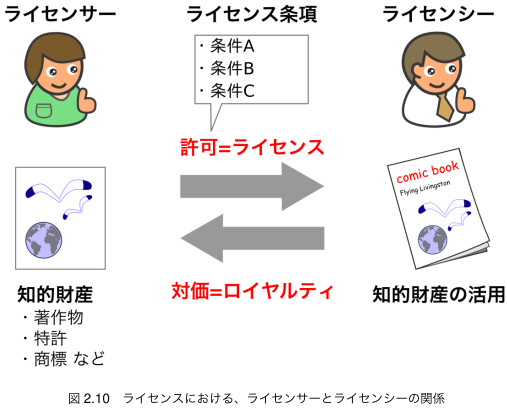 ライセンサー
ライセンス条項
ライセンシー
・条件A
・条件B
・条件C
許可=ライセンス
comic book
Flying Livingston
対価=ロイヤルティ
知的財産
・著作物
・特許
・商標 など
知的財産の活用
図 2.10 ライセンスにおける、ライセンサーとライセンシーの関係